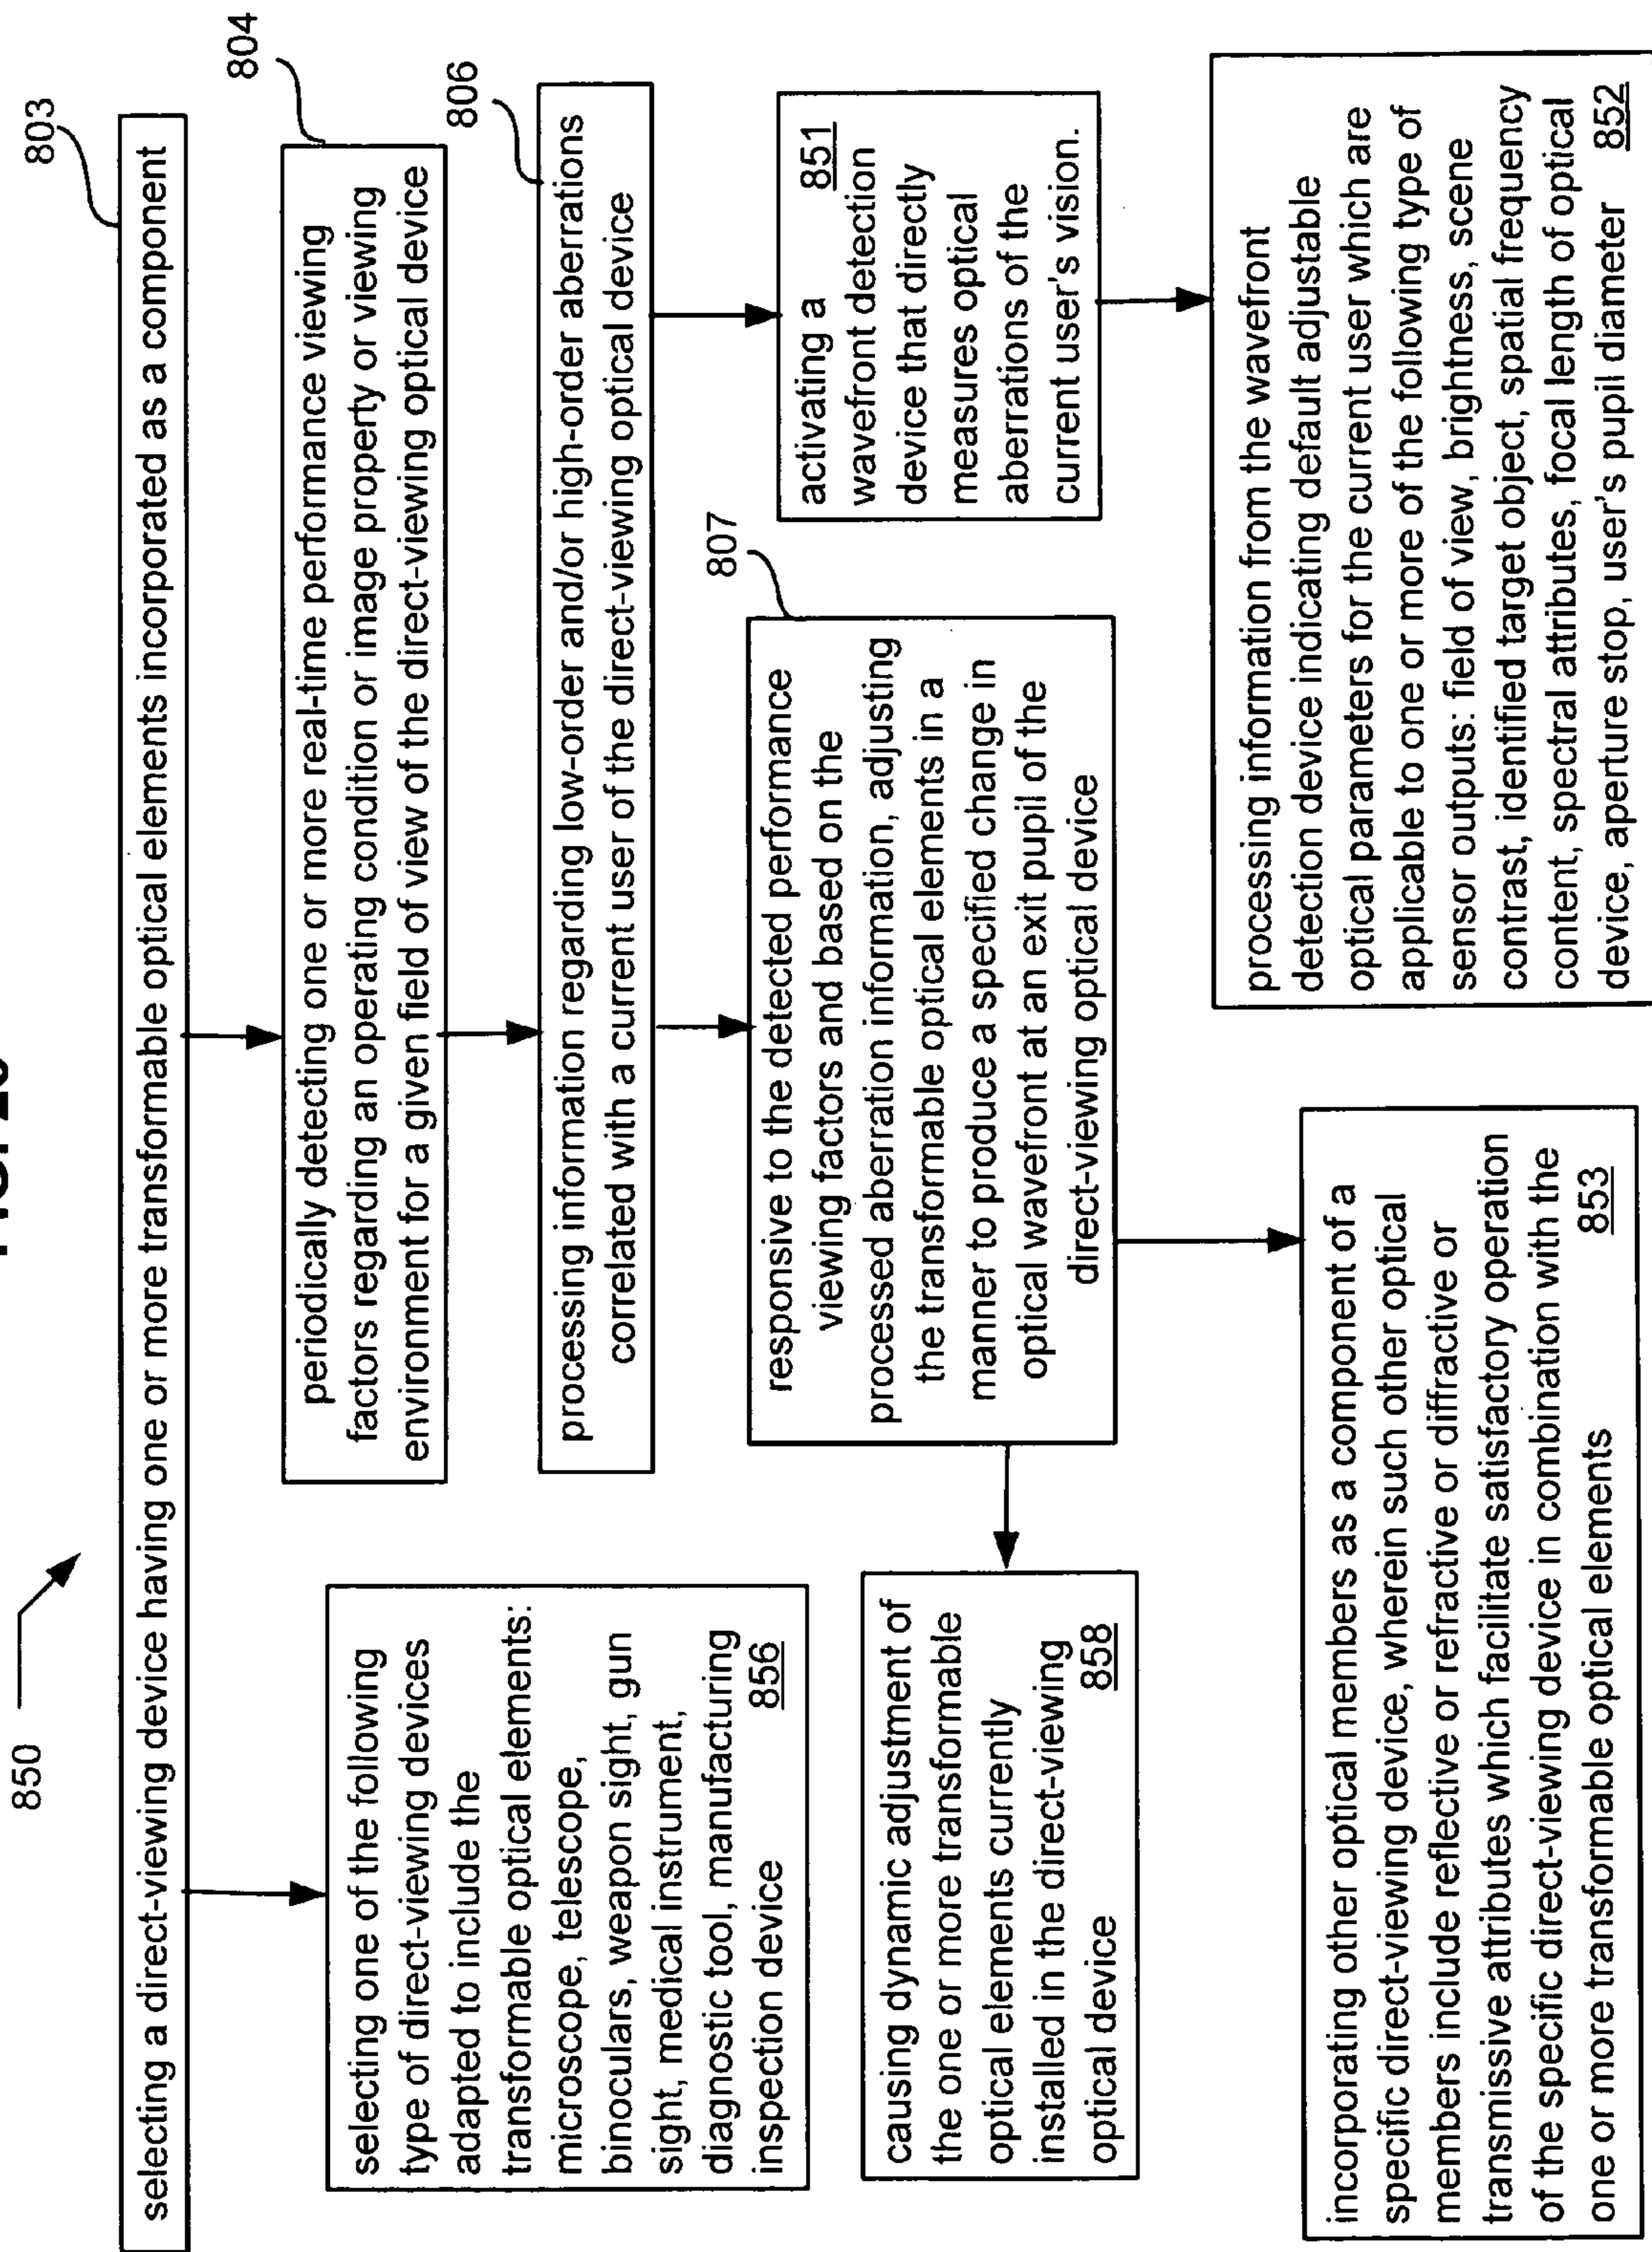 850
803
selecting a direct-viewing device having one or more transformable optical elements incorporated as a component
804
periodically detecting one or more real-time performance viewing
factors regarding an operating condition or image property or viewing
environment for a given field of view of the direct-viewing optical device
806
processing information regarding low-order and/or high-order aberrations
correlated with a current user of the direct-viewing optical device
selecting one of the following
type of direct-viewing devices
adapted to include the
transformable optical elements:
microscope, telescope,
binoculars, weapon sight, gun
sight, medical instrument,
diagnostic tool, manufacturing
inspection device 856
807
responsive to the detected performance
viewing factors and based on the
processed aberration information, adjusting
the transformable optical elements in a
manner to produce a specified change in
optical wavefront at an exit pupil of the
direct-viewing optical device
activating a 851
wavefront detection
device that directly
measures optical
aberrations of the
current user's vision.
causing dynamic adjustment of
the one or more transformable
optical elements currently
installed in the direct-viewing
optical device 858
processing information from the wavefront
detection device indicating default adjustable
optical parameters for the current user which are
applicable to one or more of the following type of
sensor outputs: field of view, brightness, scene
contrast, identified target object, spatial frequency
content, spectral attributes, focal length of optical
device, aperture stop, user's pupil diameter 852
incorporating other optical members as a component of a
specific direct-viewing device, wherein such other optical
members include reflective or refractive or diffractive or
transmissive attributes which facilitate satisfactory operation
of the specific direct-viewing device in combination with the
one or more transformable optical elements 853